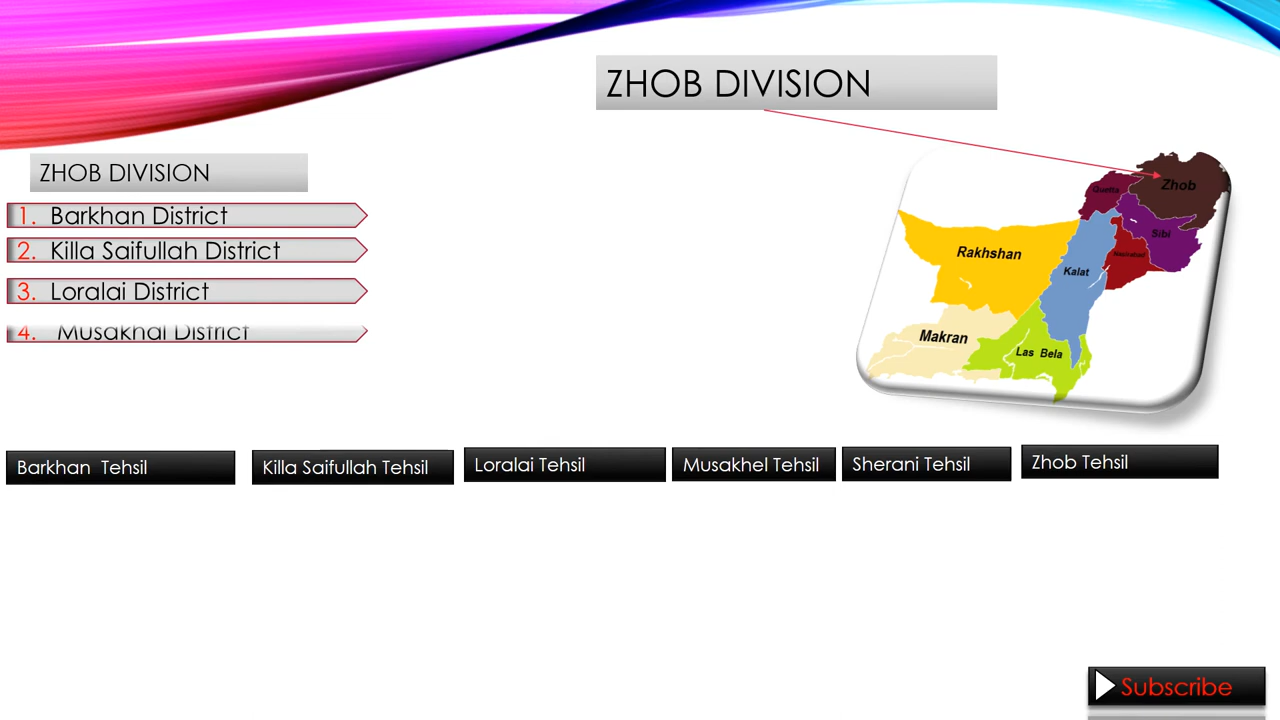 ZHOB DIVISION
ZHOB DIVISION
1. Barkhan District
2. Killa Saifullah District
3. Loralai District
4. Musakhal District
Quetta
Zhob
Sibi
Rakhshan
Kalat
Nasirabad
Makran
Las Bela
Barkhan Tehsil
Killa Saifullah Tehsil
Loralai Tehsil
Musakhel Tehsil
Sherani Tehsil
Zhob Tehsil
Subscribe